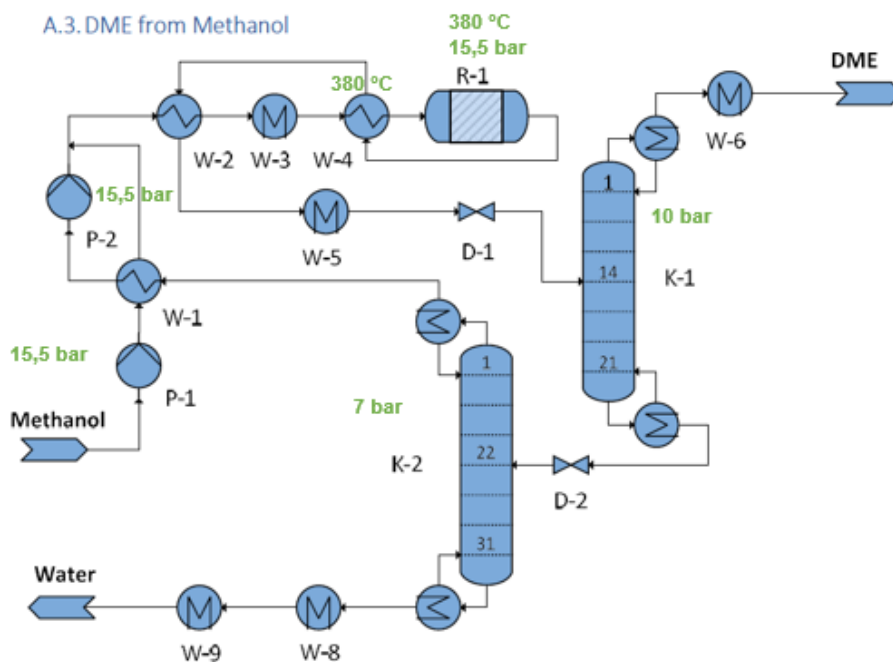 A.3. DME from Methanol
380 ºC
15,5 bar
R-1
380 ºC
DME
W-2
W-3
W-4
W-6
15,5 bar
P-2
1
10 bar
W-5
D-1
14
K-1
W-1
15,5 bar
P-1
1
21
7 bar
Methanol
K-2
22
D-2
31
Water
W-9
W-8